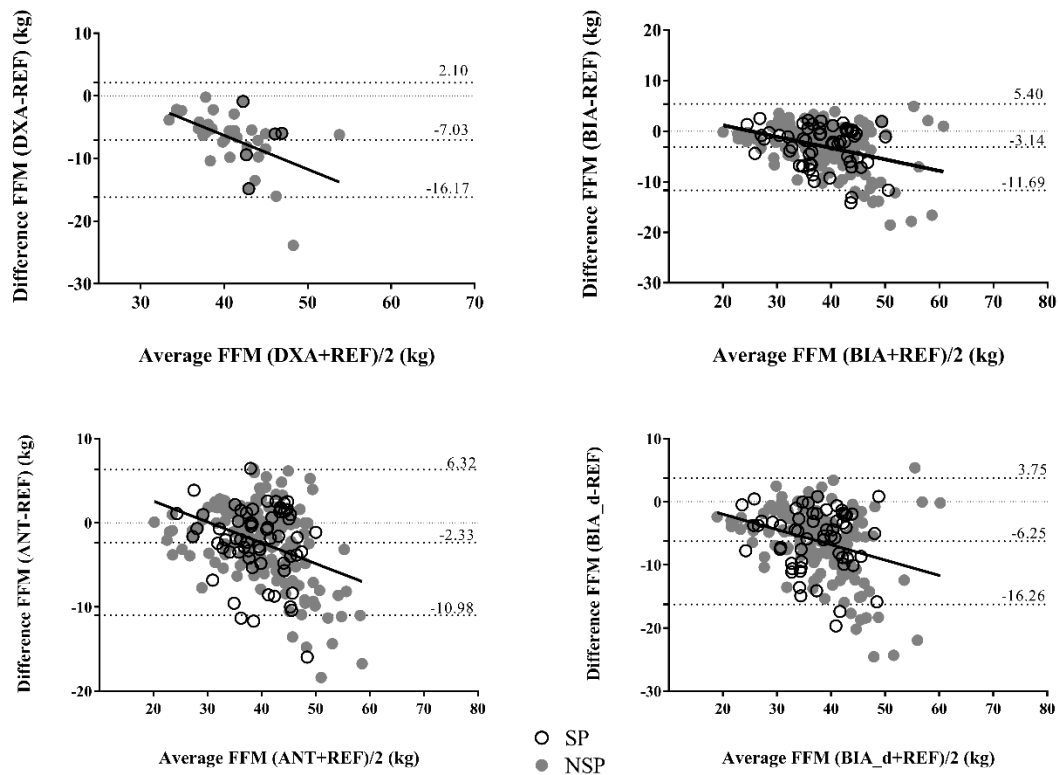 Difference FFM (DXA-REF) (kg)
10
0
-10
-20
-30
2.10
-7.03
-16.17
30 40 50 60 70
Average FFM (DXA+REF)/2 (kg)
Difference FFM (BIA-REF) (kg)
20
10
0
-10
-20
-30
5.40
-3.14
-11.69
20 30 40 50 60 70 80
Average FFM (BIA+REF)/2 (kg)
Difference FFM (ANT-REF) (kg)
10
0
-10
-20
6.32
-2.33
-10.98
20 30 40 50 60 70 80
Average FFM (ANT+REF)/2 (kg)
Difference FFM (BIA_d-REF)
10
0
-10
-20
-30
3.75
-6.25
-16.26
20 30 40 50 60 70 80
Average FFM (BIA_d+REF)/2 (kg)
SP
NSP